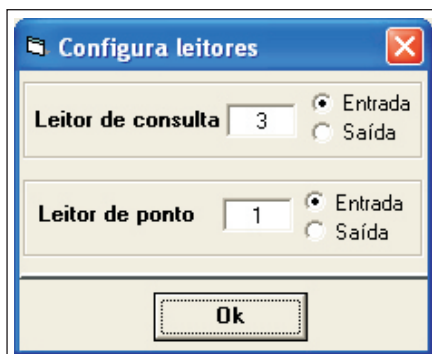 Configura leitores
Leitor de consulta 3 Entrada
Saída
Leitor de ponto 1 Entrada
Saída
Ok